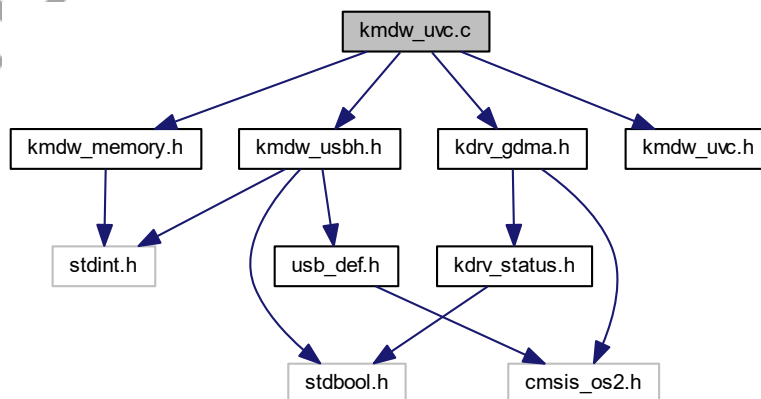 kmdw_uvc.c
kmdw_memory.h
kmdw_usbh.h
kdrv_gdma.h
kmdw_uvc.h
stdint.h
usb_def.h
kdrv_status.h
stdbool.h
cmsis_os2.h